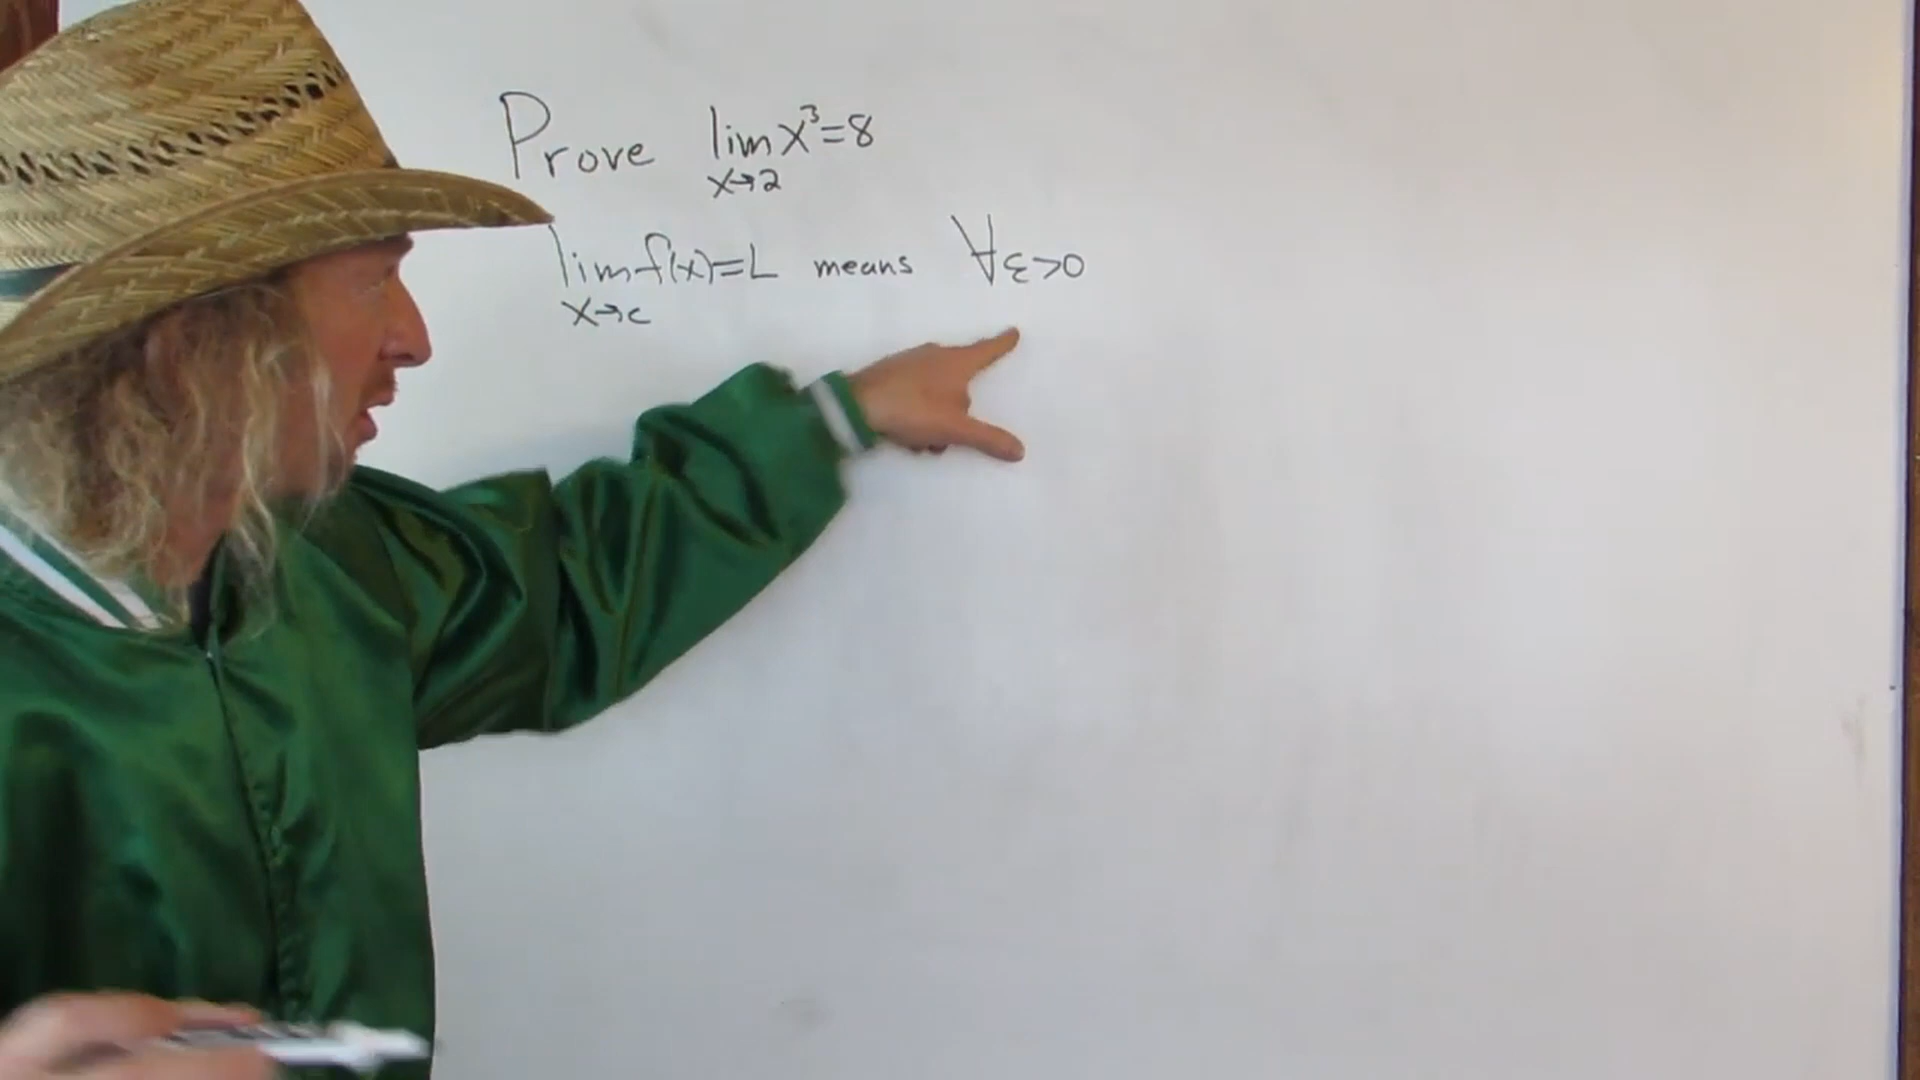 Prove lim x³=8
x→2
lim f(x)=L means ∀ε>0
x→c